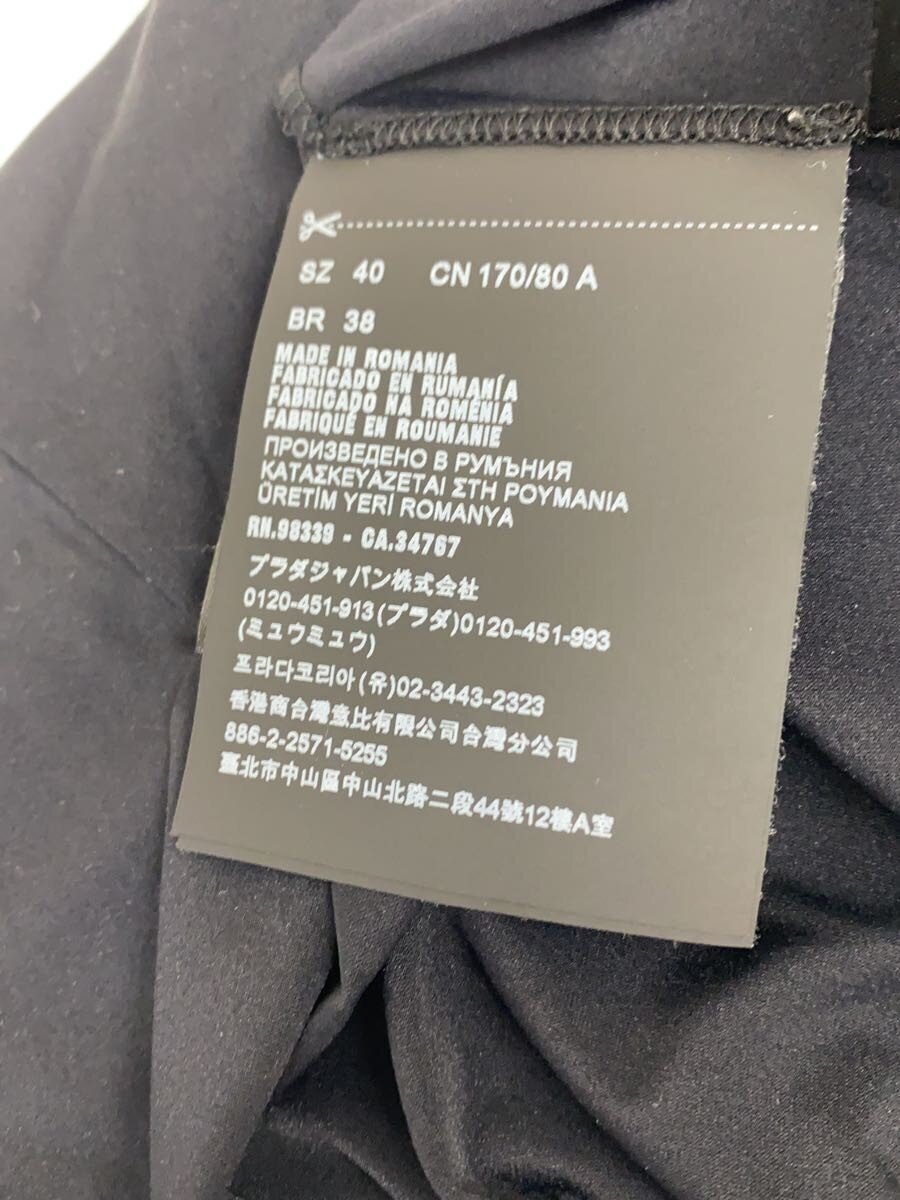 SZ 40 CN 170/80 A
BR 38
MADE IN ROMANIA
FABRICADO EN RUMANÍA
FABRICADO NA ROMÉNIA
FABRIQUÉ EN ROUMANIE
ПРОИЗВЕДЕНО В РУМЪНИЯ
ΚΑΤΑΣΚΕΥΑΖΕΤΑΙ ΣΤΗ ΡΟΥΜΑΝΙΑ
ÜRETİM YERİ ROMANYA
RN.98339 - CA.34767
プラダジャパン株式会社
0120-451-913(プラダ)0120-451-993
(ミュウミュウ)
프라다코리아(유)02-3443-2323
香港商台灣意比有限公司台灣分公司
886-2-2571-5255
臺北市中山區中山北路二段44號12樓A室